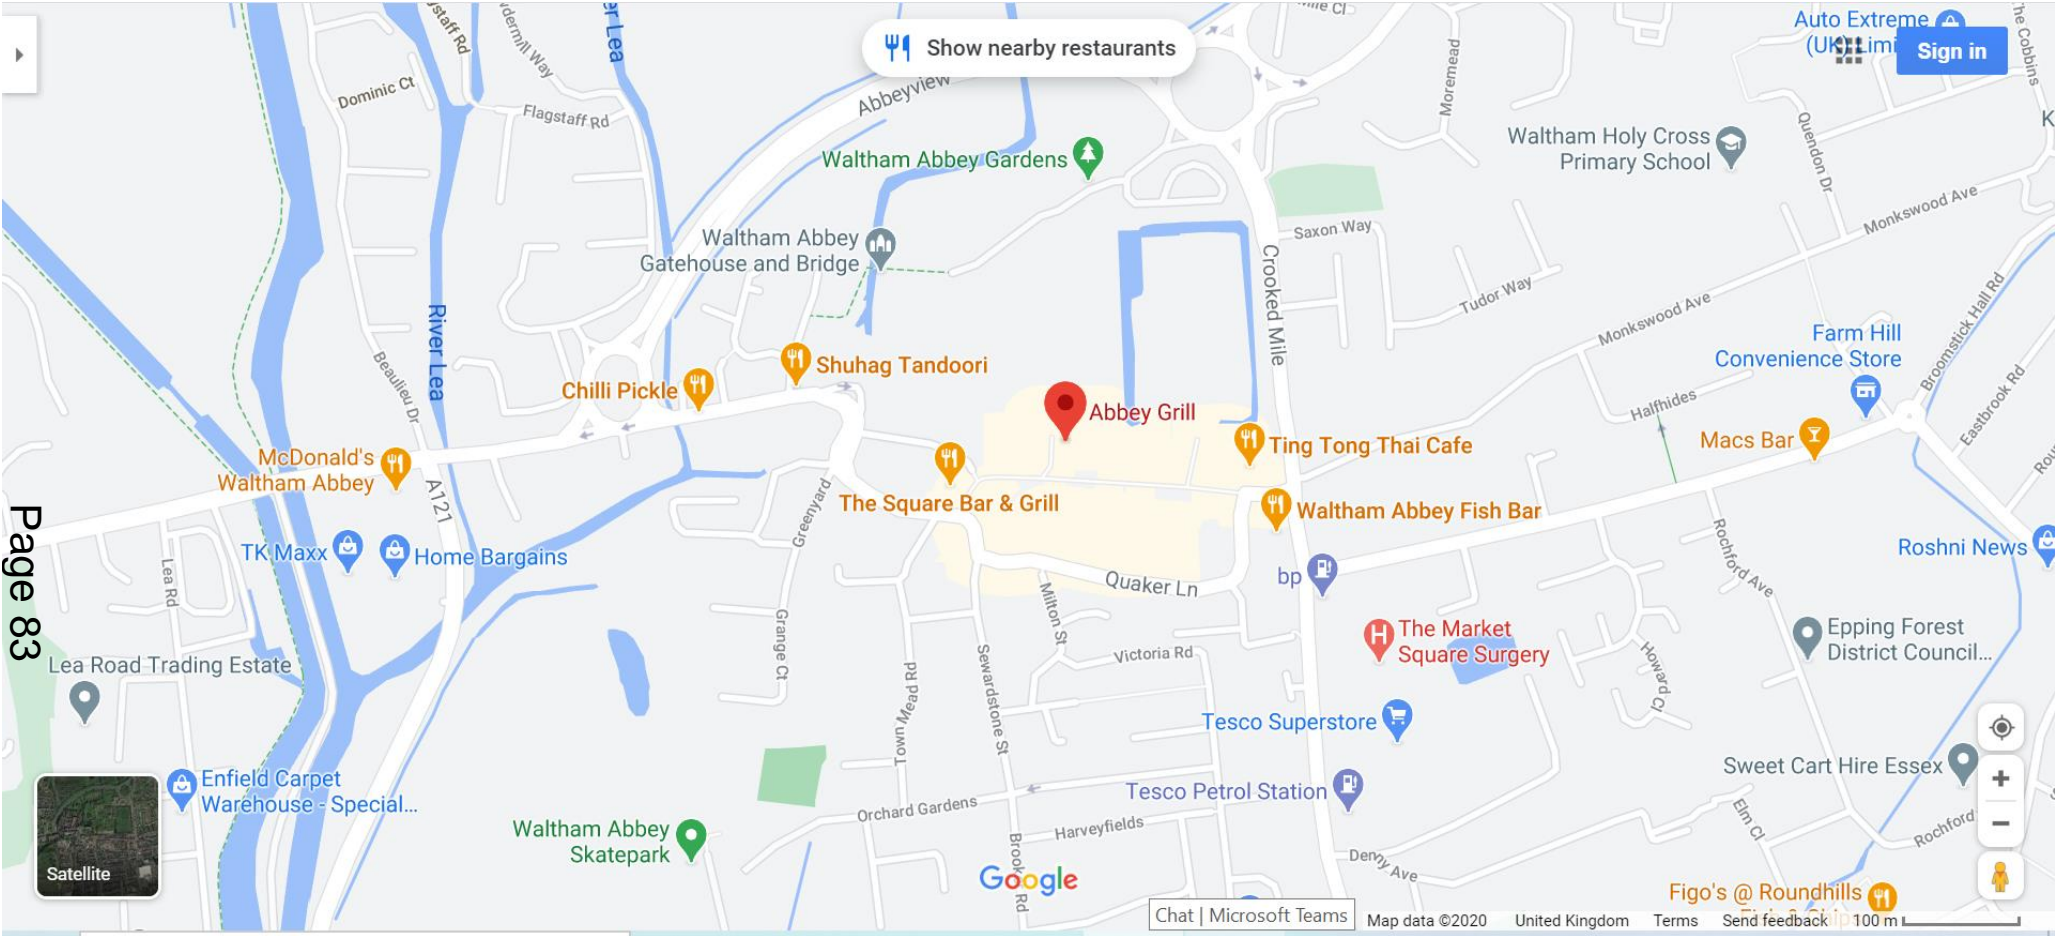 Show nearby restaurants
Sign in
Auto Extreme
Dominic Ct
Flagstaff Rd
Abbeyview
Moremead
The Cobbins
Quendon Dr
Waltham Holy Cross
Primary School
Waltham Abbey Gardens
Waltham Abbey
Gatehouse and Bridge
Saxon Way
Monkswood Ave
Crooked Mile
Tudor Way
Monkswood Ave
Broomstick Hall Rd
Farm Hill
Convenience Store
River Lea
Beaulieu Dr
Shuhag Tandoori
Chilli Pickle
Abbey Grill
Halfhides
Eastbrook Rd
Macs Bar
Ting Tong Thai Cafe
McDonald's
Waltham Abbey
A121
The Square Bar & Grill
Waltham Abbey Fish Bar
Greenyard
Page 83
TK Maxx
Home Bargains
Lea Rd
Quaker Ln
bp
Rochford Ave
Roshni News
Milton St
Grange Ct
The Market
Square Surgery
Epping Forest
District Council...
Victoria Rd
Howard Cl
Lea Road Trading Estate
Town Mead Rd
Sewardstone St
Tesco Superstore
Sweet Cart Hire Essex
Enfield Carpet
Warehouse - Special...
Tesco Petrol Station
Orchard Gardens
Harveyfields
Elm Cl
Rochford
Waltham Abbey
Skatepark
Denny Ave
Satellite
Google
Figo's @ Roundhills
Chat | Microsoft Teams
Map data ©2020
United Kingdom
Terms
Send feedback
100 m